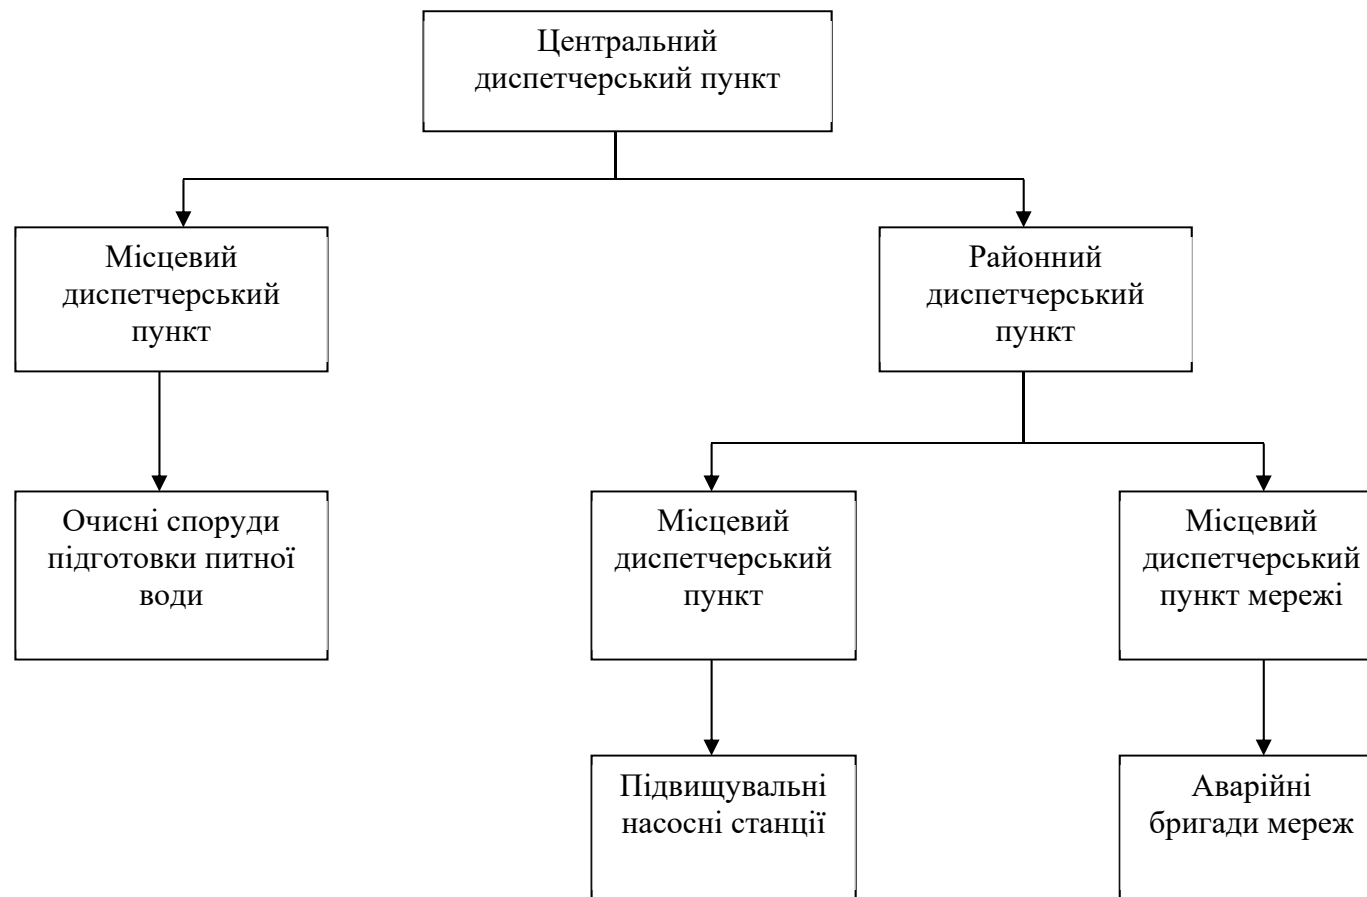 Центральний
диспетчерський пункт
Місцевий
диспетчерський
пункт
Районний
диспетчерський
пункт
Очисні споруди
підготовки питної
води
Місцевий
диспетчерський
пункт
Місцевий
диспетчерський
пункт мережі
Підвищувальні
насосні станції
Аварійні
бригади мереж